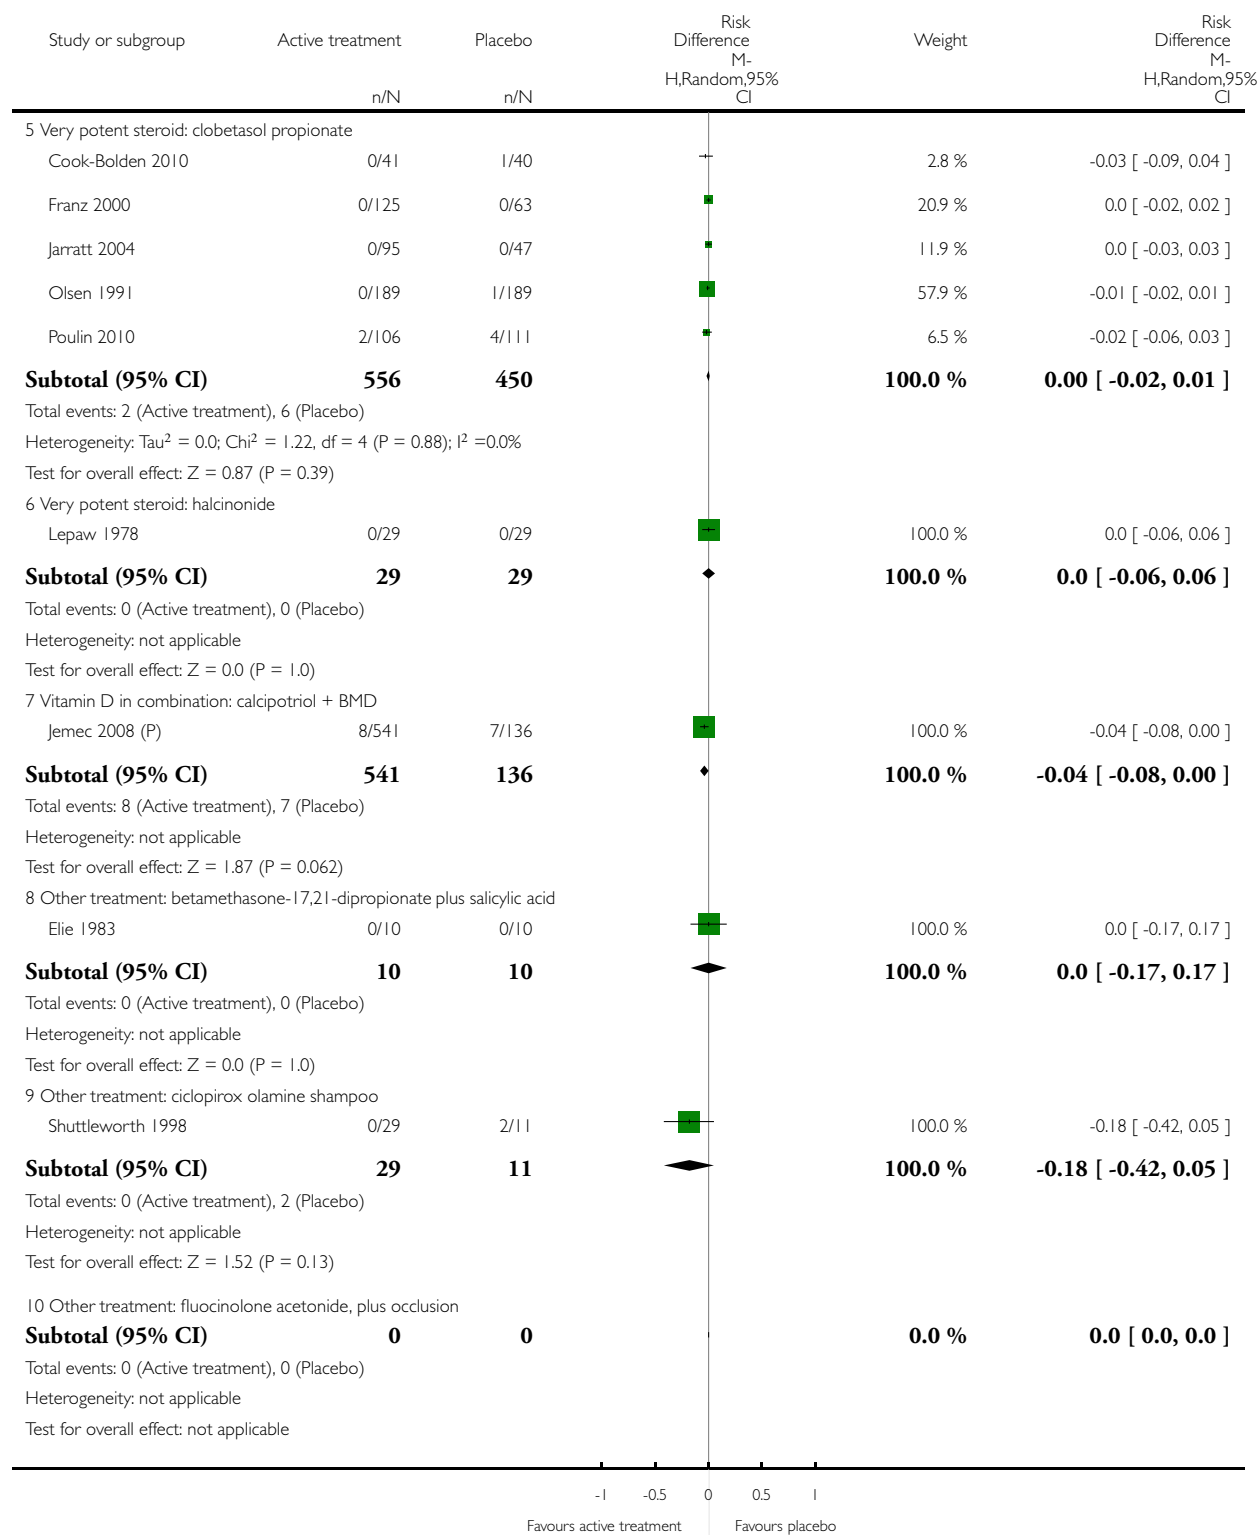 Study or subgroup Active treatment Placebo Risk Difference Weight Risk Difference
n/N n/N M-H,Random,95% CI M-H,Random,95% CI
5 Very potent steroid: clobetasol propionate
Cook-Bolden 2010 0/41 1/40 2.8 % -0.03 [ -0.09, 0.04 ]
Franz 2000 0/125 0/63 20.9 % 0.0 [ -0.02, 0.02 ]
Jarratt 2004 0/95 0/47 11.9 % 0.0 [ -0.03, 0.03 ]
Olsen 1991 0/189 1/189 57.9 % -0.01 [ -0.02, 0.01 ]
Poulin 2010 2/106 4/111 6.5 % -0.02 [ -0.06, 0.03 ]
Subtotal (95% CI) 556 450 100.0 % 0.00 [ -0.02, 0.01 ]
Total events: 2 (Active treatment), 6 (Placebo)
Heterogeneity: Tau² = 0.0; Chi² = 1.22, df = 4 (P = 0.88); I² =0.0%
Test for overall effect: Z = 0.87 (P = 0.39)
6 Very potent steroid: halcinonide
Lepaw 1978 0/29 0/29 100.0 % 0.0 [ -0.06, 0.06 ]
Subtotal (95% CI) 29 29 100.0 % 0.0 [ -0.06, 0.06 ]
Total events: 0 (Active treatment), 0 (Placebo)
Heterogeneity: not applicable
Test for overall effect: Z = 0.0 (P = 1.0)
7 Vitamin D in combination: calcipotriol + BMD
Jemec 2008 (P) 8/541 7/136 100.0 % -0.04 [ -0.08, 0.00 ]
Subtotal (95% CI) 541 136 100.0 % -0.04 [ -0.08, 0.00 ]
Total events: 8 (Active treatment), 7 (Placebo)
Heterogeneity: not applicable
Test for overall effect: Z = 1.87 (P = 0.062)
8 Other treatment: betamethasone-17,21-dipropionate plus salicylic acid
Elie 1983 0/10 0/10 100.0 % 0.0 [ -0.17, 0.17 ]
Subtotal (95% CI) 10 10 100.0 % 0.0 [ -0.17, 0.17 ]
Total events: 0 (Active treatment), 0 (Placebo)
Heterogeneity: not applicable
Test for overall effect: Z = 0.0 (P = 1.0)
9 Other treatment: ciclopirox olamine shampoo
Shuttleworth 1998 0/29 2/11 100.0 % -0.18 [ -0.42, 0.05 ]
Subtotal (95% CI) 29 11 100.0 % -0.18 [ -0.42, 0.05 ]
Total events: 0 (Active treatment), 2 (Placebo)
Heterogeneity: not applicable
Test for overall effect: Z = 1.52 (P = 0.13)
10 Other treatment: fluocinolone acetonide, plus occlusion
Subtotal (95% CI) 0 0 0.0 % 0.0 [ 0.0, 0.0 ]
Total events: 0 (Active treatment), 0 (Placebo)
Heterogeneity: not applicable
Test for overall effect: not applicable
-1 -0.5 0 0.5 1
Favours active treatment Favours placebo